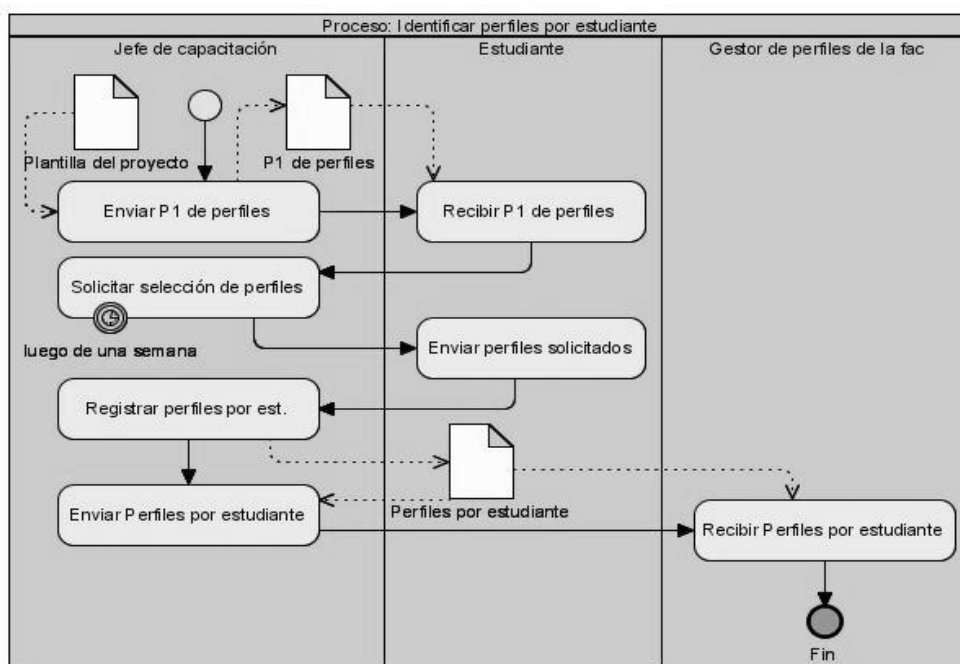 Proceso: Identificar perfiles por estudiante
Jefe de capacitación
Estudiante
Gestor de perfiles de la fac
Plantilla del proyecto
P1 de perfiles
Enviar P1 de perfiles
Recibir P1 de perfiles
Solicitar selección de perfiles
luego de una semana
Enviar perfiles solicitados
Registrar perfiles por est.
Perfiles por estudiante
Enviar Perfiles por estudiante
Recibir Perfiles por estudiante
Fin